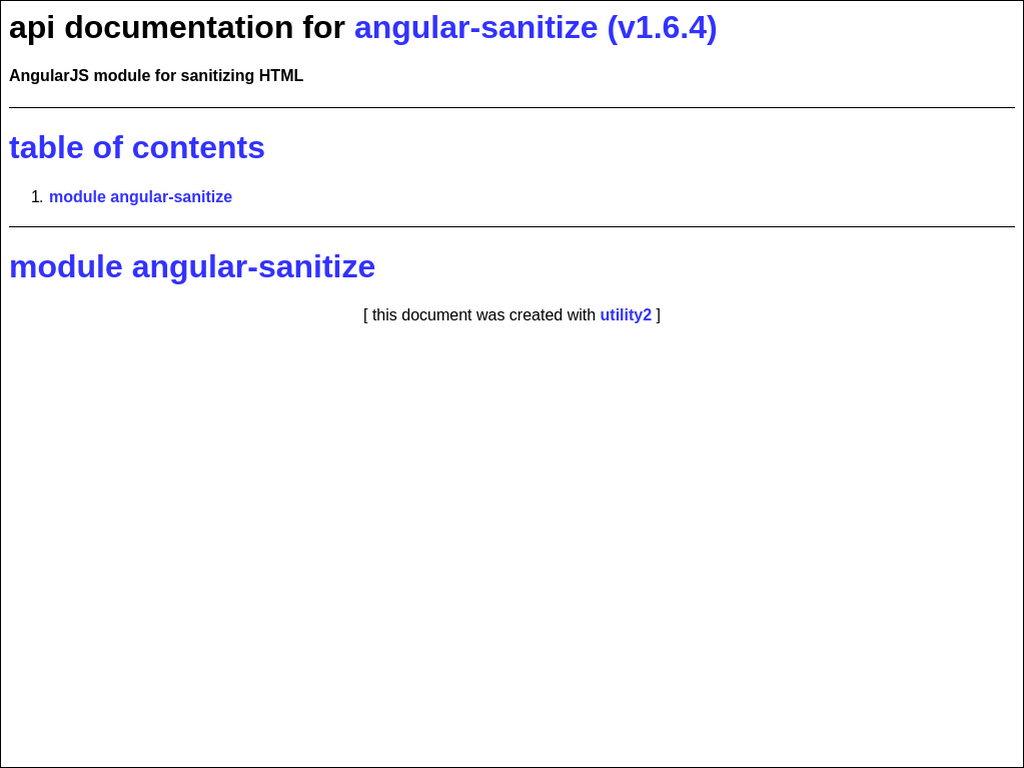 api documentation for angular-sanitize (v1.6.4)
AngularJS module for sanitizing HTML
table of contents
1. module angular-sanitize
module angular-sanitize
[ this document was created with utility2 ]